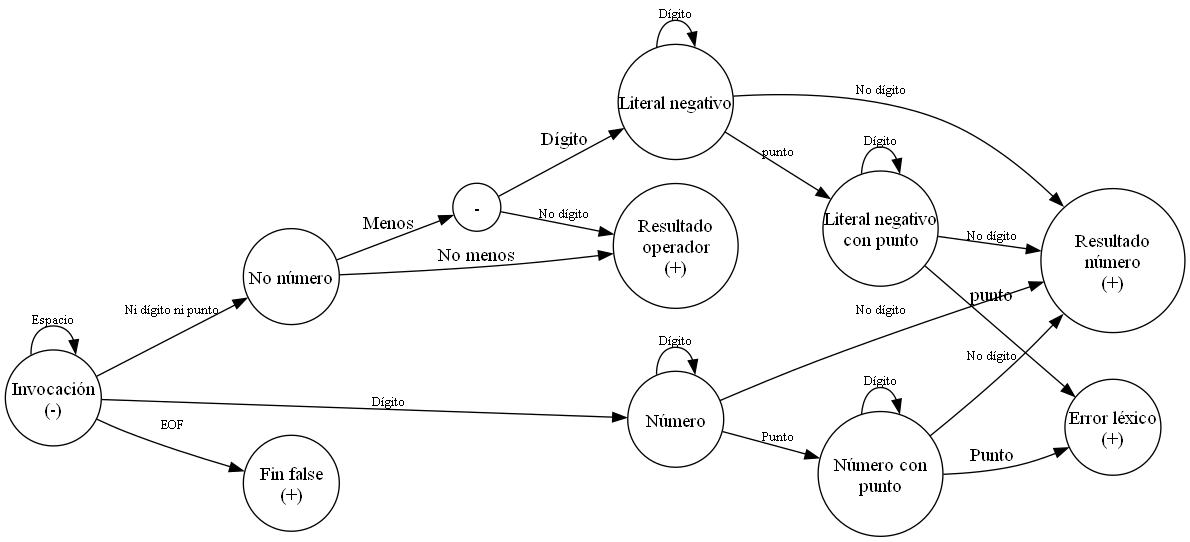 Dígito
Literal negativo
No dígito
Dígito
punto
Dígito
Literal negativo
con punto
-
No dígito
Menos
Resultado
operador
(+)
No dígito
Resultado
número
(+)
No menos
No número
punto
Ni dígito ni punto
No dígito
Espacio
Dígito
No dígito
Invocación
(-)
Dígito
Dígito
Número
Error léxico
(+)
EOF
Punto
Número con
punto
Punto
Fin false
(+)